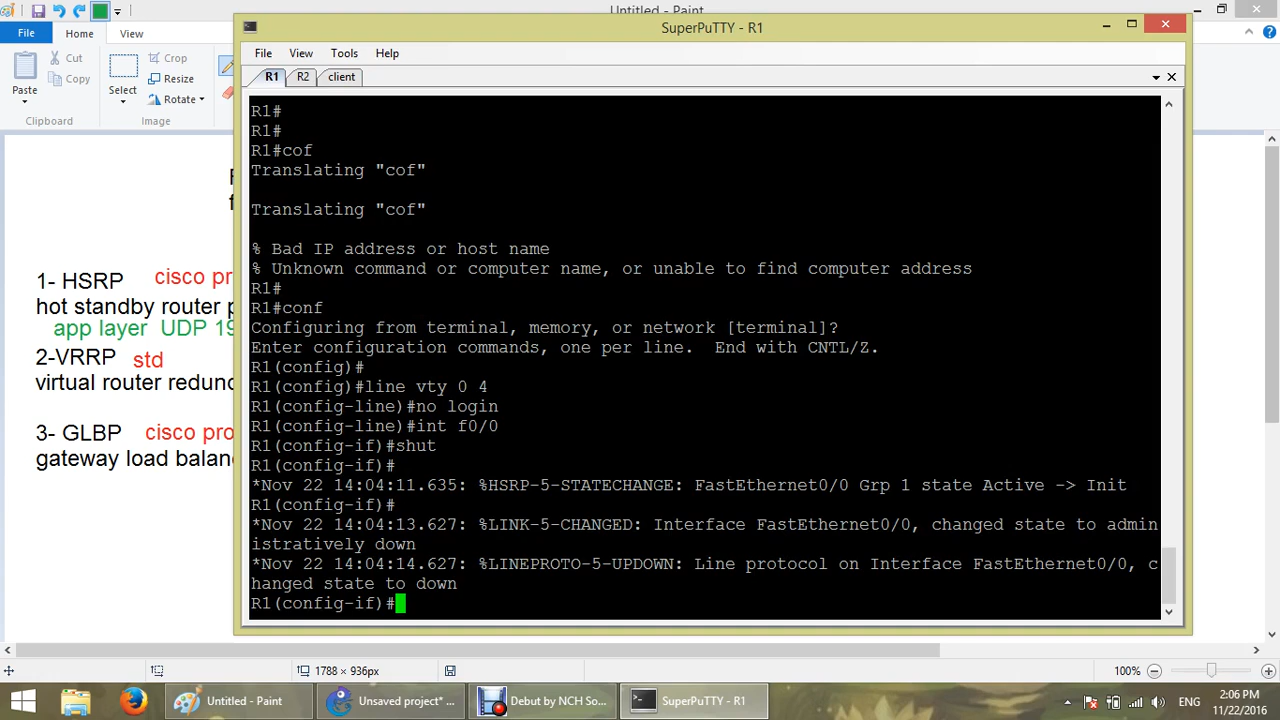 Untitled - Paint
SuperPuTTY - R1
File
Home
View
Cut
Copy
Paste
Clipboard
Select
Crop
Resize
Rotate
Image
File View Tools Help
R1 R2 client
R1#
R1#
R1#cof
Translating "cof"
Translating "cof"
% Bad IP address or host name
% Unknown command or computer name, or unable to find computer address
R1#
R1#conf
Configuring from terminal, memory, or network [terminal]?
Enter configuration commands, one per line.  End with CNTL/Z.
R1(config)#
R1(config)#line vty 0 4
R1(config-line)#no login
R1(config-line)#int f0/0
R1(config-if)#shut
R1(config-if)#
*Nov 22 14:04:11.635: %HSRP-5-STATECHANGE: FastEthernet0/0 Grp 1 state Active -> Init
R1(config-if)#
*Nov 22 14:04:13.627: %LINK-5-CHANGED: Interface FastEthernet0/0, changed state to admin
istratively down
*Nov 22 14:04:14.627: %LINEPROTO-5-UPDOWN: Line protocol on Interface FastEthernet0/0, c
hanged state to down
R1(config-if)#
1- HSRP cisco pr
hot standby router p
app layer UDP 19
2-VRRP std
virtual router redun
3- GLBP cisco pro
gateway load balan
1788 × 936px
100%
Untitled - Paint
Unsaved project* ...
Debut by NCH So...
SuperPuTTY - R1
ENG
2:06 PM
11/22/2016